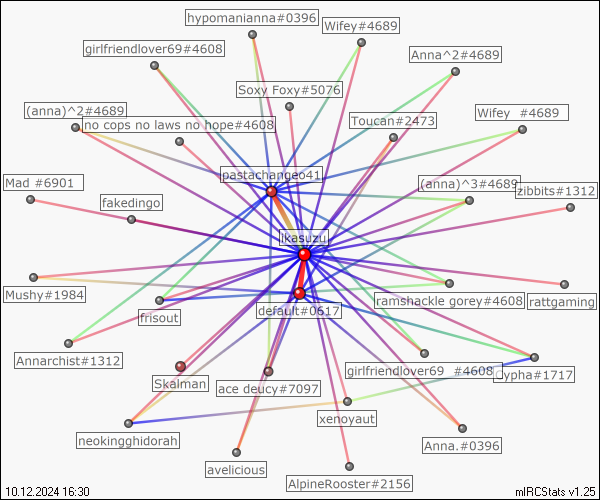 hypomanianna#0396
Wifey#4689
girlfriendlover69#4608
Anna^2#4689
Soxy Foxy#5076
(anna)^2#4689
no cops no laws no hope#4608
Toucan#2473
Wifey  #4689
pastachangeo41
Mad #6901
(anna)^3#4689
zibbits#1312
fakedingo
ikasuzu
Mushy#1984
frisout
default#0617
ramshackle gorey#4608
rattgaming
Annarchist#1312
Skalman
ace deucy#7097
girlfriendlover69  #4608
Cypha#1717
neokingghidorah
xenoyaut
Anna.#0396
avelicious
AlpineRooster#2156
10.12.2024 16:30
mIRCStats v1.25